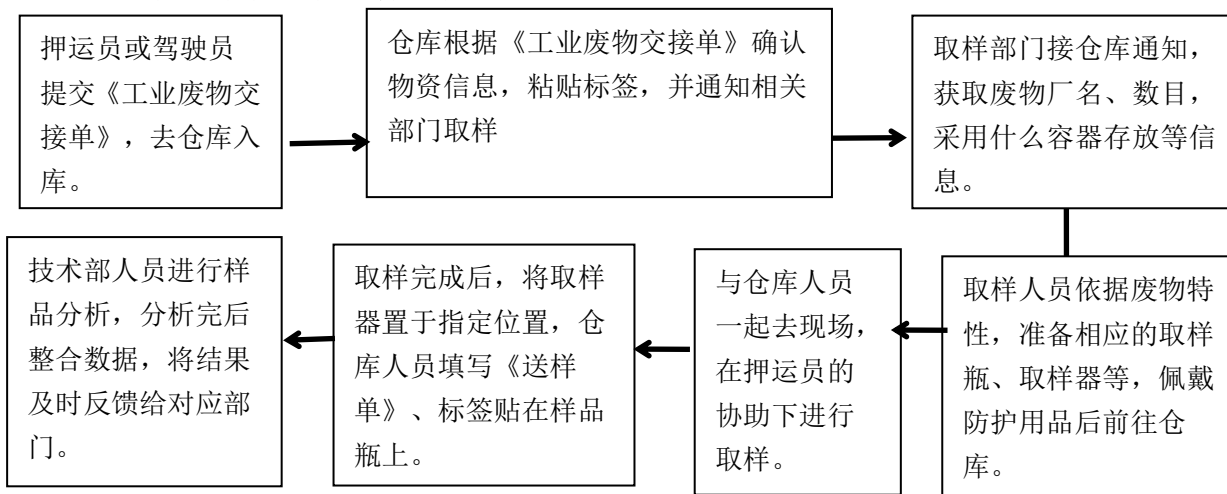 押运员或驾驶员
提交《工业废物交
接单》，去仓库入
库。
仓库根据《工业废物交接单》确认
物资信息，粘贴标签，并通知相关
部门取样
取样部门接仓库通知，
获取废物厂名、数目，
采用什么容器存放等信
息。
取样人员依据废物特
性，准备相应的取样
瓶、取样器等，佩戴
防护用品后前往仓
库。
与仓库人员
一起去现场，
在押运员的
协助下进行
取样。
取样完成后，将取样
器置于指定位置，仓
库人员填写《送样
单》、标签贴在样品
瓶上。
技术部人员进行样
品分析，分析完后
整合数据，将结果
及时反馈给对应部
门。